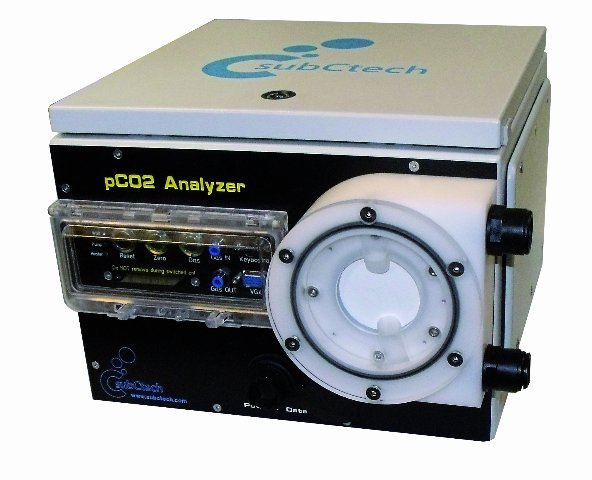 subCtech
pCO2 Analyzer
Reset Zero Gas Gas IN Keyboard
Do NOT remove during switched on!
Gas OUT VGA
subCtech
www.subctech.com
Data